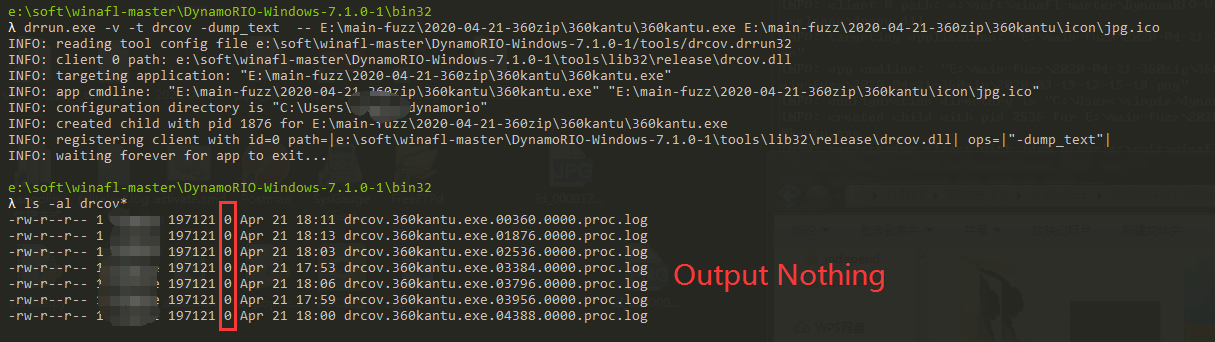 e:\soft\winafl-master\DynamoRIO-Windows-7.1.0-1\bin32
λ drrun.exe -v -t drcov -dump_text  -- E:\main-fuzz\2020-04-21-360zip\360kantu\360kantu.exe E:\main-fuzz\2020-04-21-360zip\360kantu\icon\jpg.ico
INFO: reading tool config file e:\soft\winafl-master\DynamoRIO-Windows-7.1.0-1/tools/drcov.drrun32
INFO: client 0 path: e:\soft\winafl-master\DynamoRIO-Windows-7.1.0-1\tools\lib32\release\drcov.dll
INFO: targeting application: "E:\main-fuzz\2020-04-21-360zip\360kantu\360kantu.exe"
INFO: app cmdline:  "E:\main-fuzz\2020-04-21-360zip\360kantu\360kantu.exe" "E:\main-fuzz\2020-04-21-360zip\360kantu\icon\jpg.ico"
INFO: configuration directory is "C:\Users\ dynamorio"
INFO: created child with pid 1876 for E:\main-fuzz\2020-04-21-360zip\360kantu\360kantu.exe
INFO: registering client with id=0 path=|e:\soft\winafl-master\DynamoRIO-Windows-7.1.0-1\tools\lib32\release\drcov.dll| ops=|"-dump_text"|
INFO: waiting forever for app to exit...
e:\soft\winafl-master\DynamoRIO-Windows-7.1.0-1\bin32
λ ls -al drcov*
-rw-r--r-- 1 197121 0 Apr 21 18:11 drcov.360kantu.exe.00360.0000.proc.log
-rw-r--r-- 1 197121 0 Apr 21 18:13 drcov.360kantu.exe.01876.0000.proc.log
-rw-r--r-- 1 197121 0 Apr 21 18:03 drcov.360kantu.exe.02536.0000.proc.log
-rw-r--r-- 1 197121 0 Apr 21 17:53 drcov.360kantu.exe.03384.0000.proc.log
-rw-r--r-- 1 197121 0 Apr 21 18:06 drcov.360kantu.exe.03796.0000.proc.log
-rw-r--r-- 1 197121 0 Apr 21 17:59 drcov.360kantu.exe.03956.0000.proc.log
-rw-r--r-- 1 197121 0 Apr 21 18:00 drcov.360kantu.exe.04388.0000.proc.log
Output Nothing